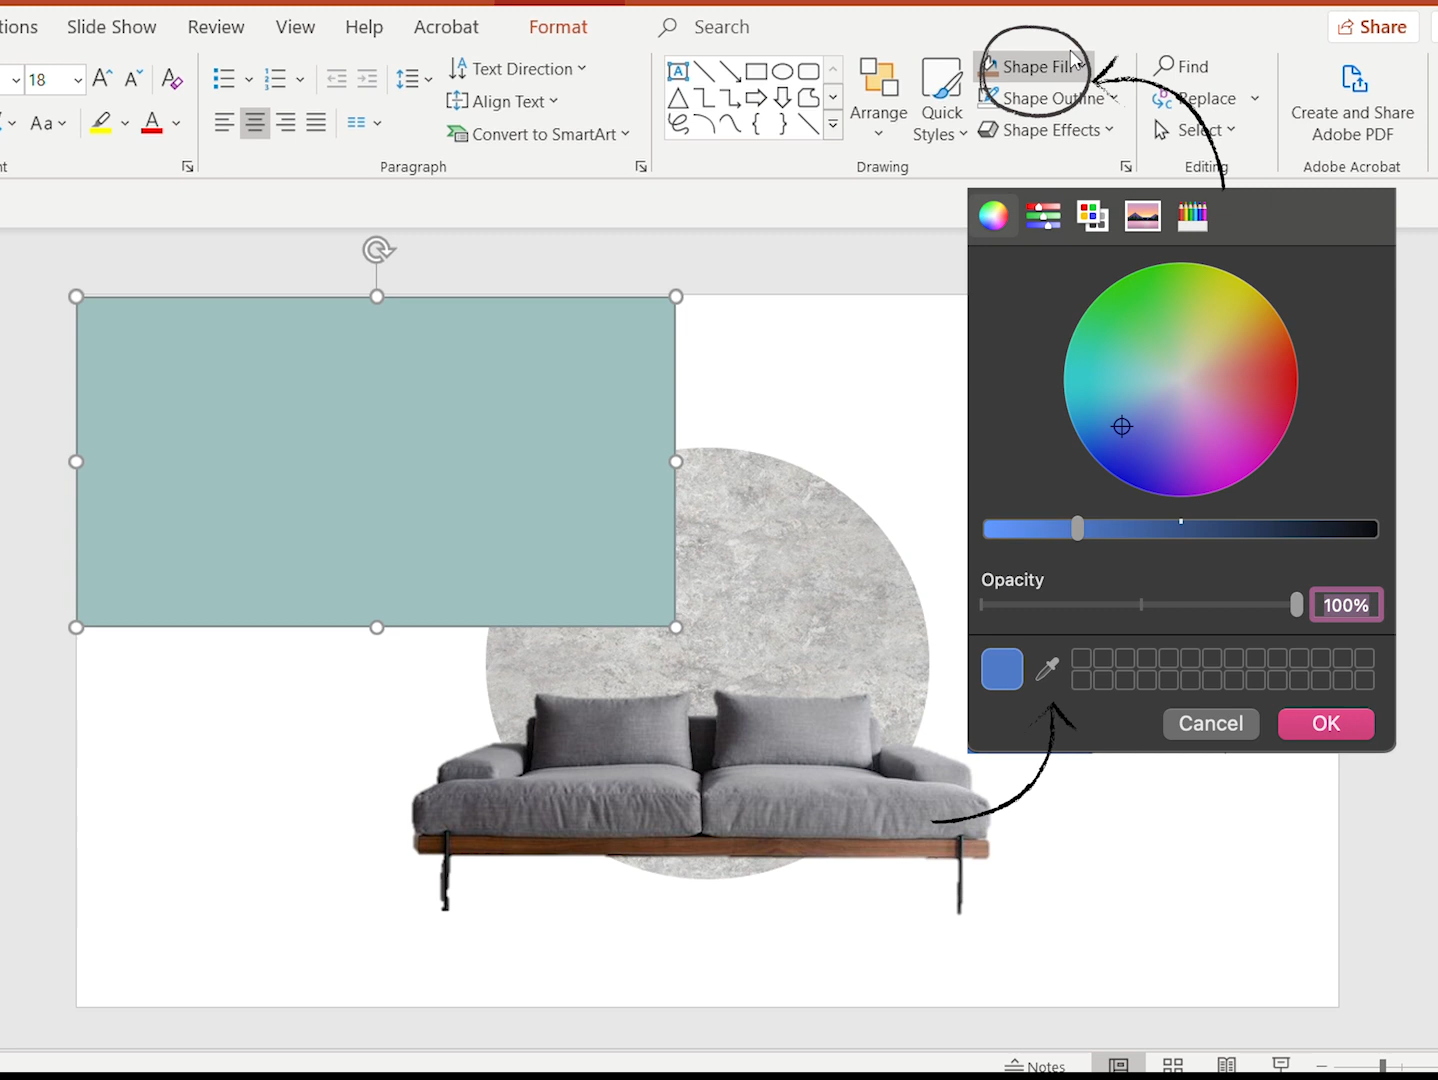 tions Slide Show Review View Help Acrobat Format Search Share
18 Text Direction Shape Fill Find
Aa Align Text Arrange Quick Shape Outline Replace Create and Share
Convert to SmartArt Styles Shape Effects Select Adobe PDF
nt Paragraph Drawing Editing Adobe Acrobat
Opacity
100%
Cancel OK
Notes